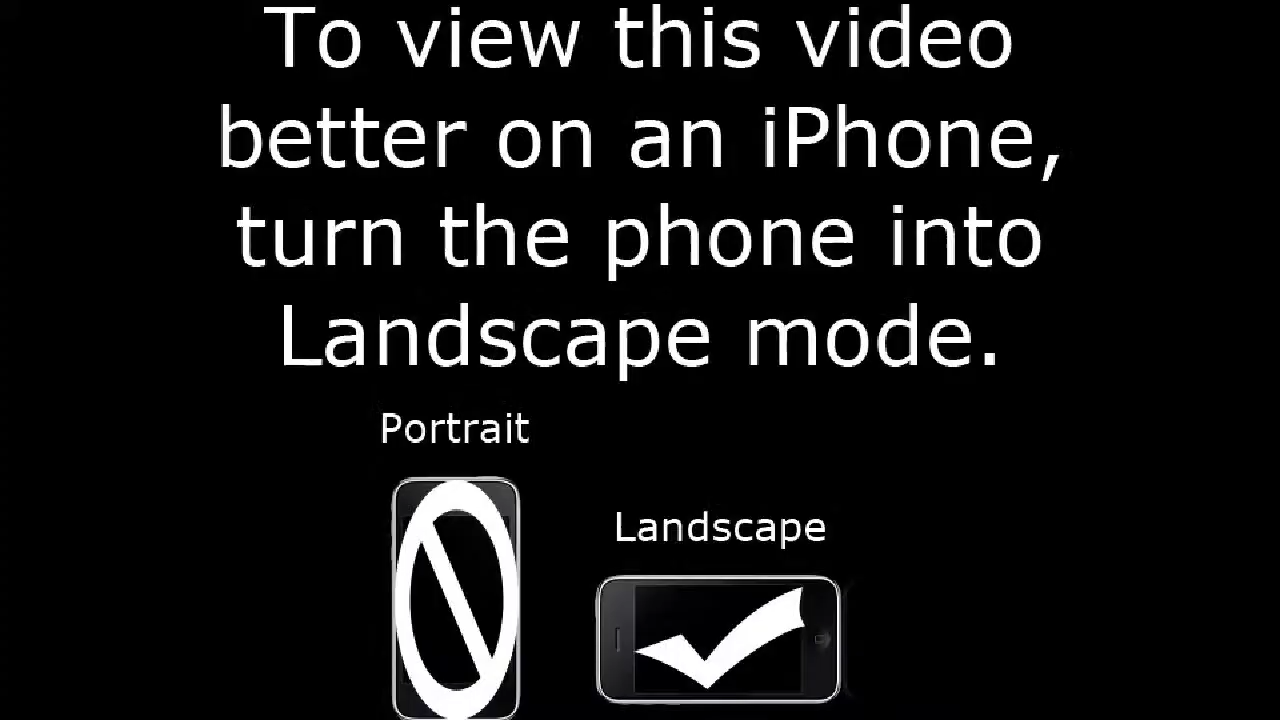 To view this video
better on an iPhone,
turn the phone into
Landscape mode.
Portrait
Landscape